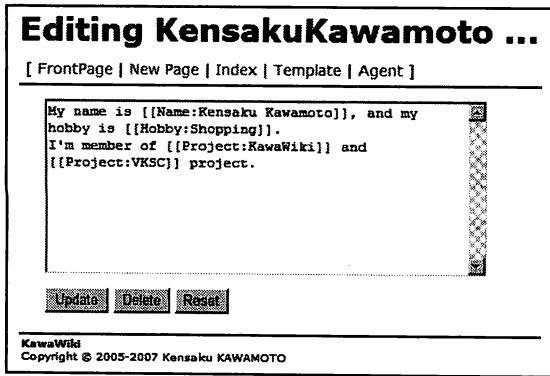 Editing KensakuKawamoto ...
[ FrontPage | New Page | Index | Template | Agent ]
My name is [[Name:Kensaku Kawamoto]], and my
hobby is [[Hobby:Shopping]].
I'm member of [[Project:KawaWiki]] and
[[Project:VKSC]] project.
Update Delete Reset
KawaWiki
Copyright © 2005-2007 Kensaku KAWAMOTO